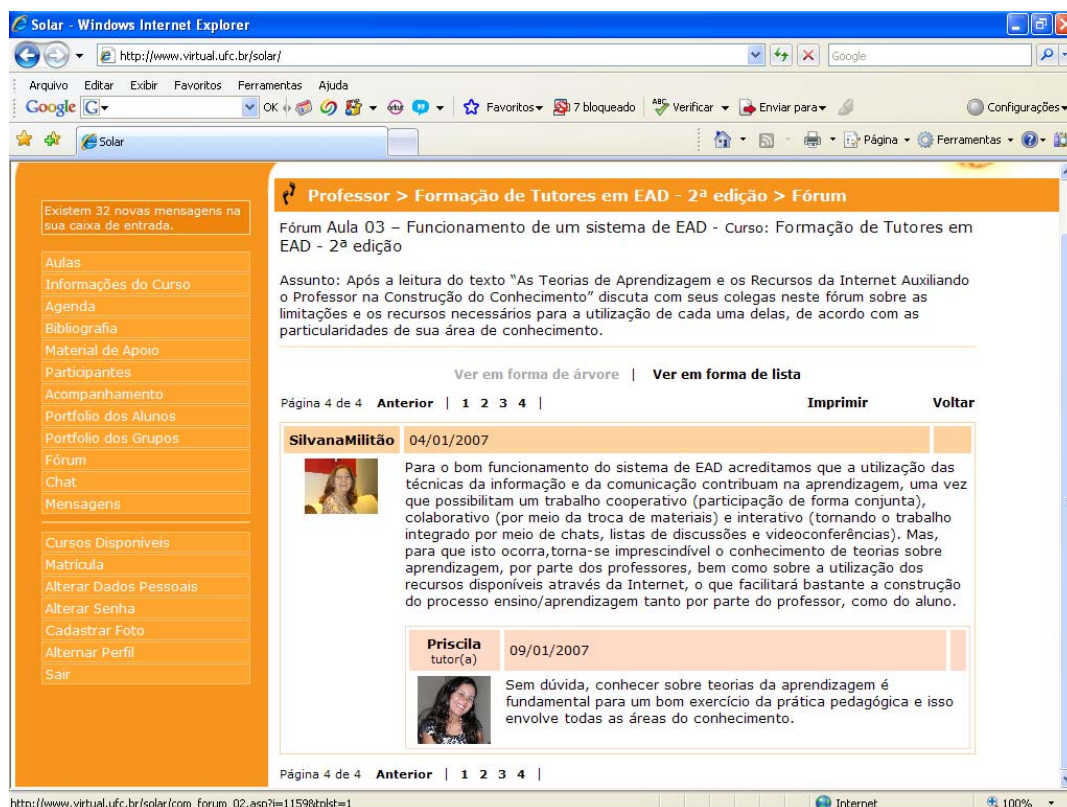 Solar - Windows Internet Explorer
http://www.virtual.ufc.br/solar/
Google
Arquivo Editar Exibir Favoritos Ferramentas Ajuda
Google G OK Favoritos 7 bloqueado ABC Verificar Enviar para Configurações
Solar Página Ferramentas
Existem 32 novas mensagens na
sua caixa de entrada.
Aulas
Informações do Curso
Agenda
Bibliografia
Material de Apoio
Participantes
Acompanhamento
Portfolio dos Alunos
Portfolio dos Grupos
Fórum
Chat
Mensagens
Cursos Disponíveis
Matrícula
Alterar Dados Pessoais
Alterar Senha
Cadastrar Foto
Alternar Perfil
Sair
Professor > Formação de Tutores em EAD - 2ª edição > Fórum
Fórum Aula 03 – Funcionamento de um sistema de EAD - Curso: Formação de Tutores em
EAD - 2ª edição
Assunto: Após a leitura do texto “As Teorias de Aprendizagem e os Recursos da Internet Auxiliando
o Professor na Construção do Conhecimento” discuta com seus colegas neste fórum sobre as
limitações e os recursos necessários para a utilização de cada uma delas, de acordo com as
particularidades de sua área de conhecimento.
Ver em forma de árvore | Ver em forma de lista
Página 4 de 4 Anterior | 1 2 3 4 | Imprimir Voltar
SilvanaMilitão 04/01/2007
Para o bom funcionamento do sistema de EAD acreditamos que a utilização das
técnicas da informação e da comunicação contribuam na aprendizagem, uma vez
que possibilitam um trabalho cooperativo (participação de forma conjunta),
colaborativo (por meio da troca de materiais) e interativo (tornando o trabalho
integrado por meio de chats, listas de discussões e videoconferências). Mas,
para que isto ocorra,torna-se imprescindível o conhecimento de teorias sobre
aprendizagem, por parte dos professores, bem como sobre a utilização dos
recursos disponíveis através da Internet, o que facilitará bastante a construção
do processo ensino/aprendizagem tanto por parte do professor, como do aluno.
Priscila
tutor(a)
09/01/2007
Sem dúvida, conhecer sobre teorias da aprendizagem é
fundamental para um bom exercício da prática pedagógica e isso
envolve todas as áreas do conhecimento.
Página 4 de 4 Anterior | 1 2 3 4 |
http://www.virtual.ufc.br/solar/com_forum_02.asp?i=1159&tplst=1 Internet 100%